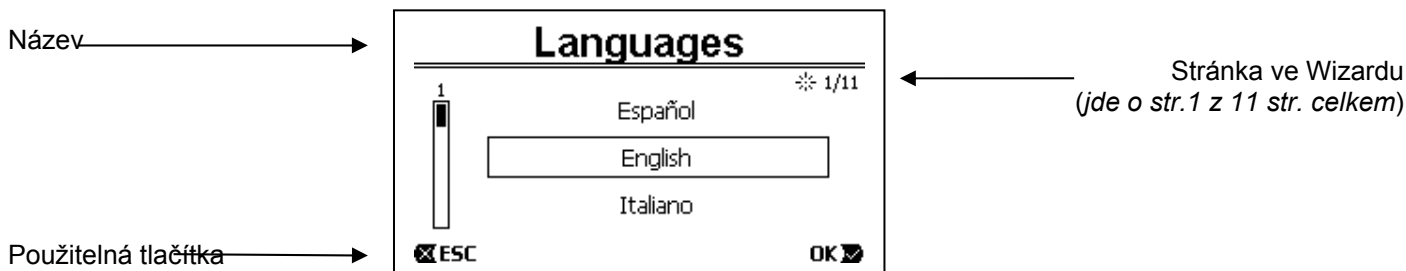 Název
Languages
1
1/11
Stránka ve Wizardu
(jde o str.1 z 11 str. celkem)
Español
English
Italiano
Použitelná tlačítka
ESC
OK